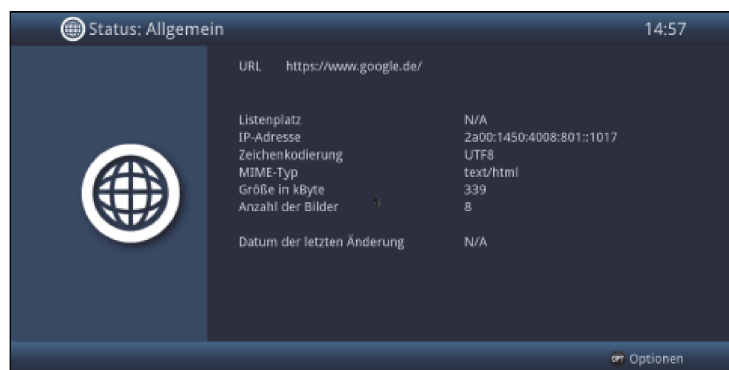 Status: Allgemein 14:57
URL https://www.google.de/
Listenplatz N/A
IP-Adresse 2a00:1450:4008:801::1017
Zeichenkodierung UTF8
MIME-Typ text/html
Größe in kByte 339
Anzahl der Bilder 8
Datum der letzten Änderung N/A
OPT Optionen